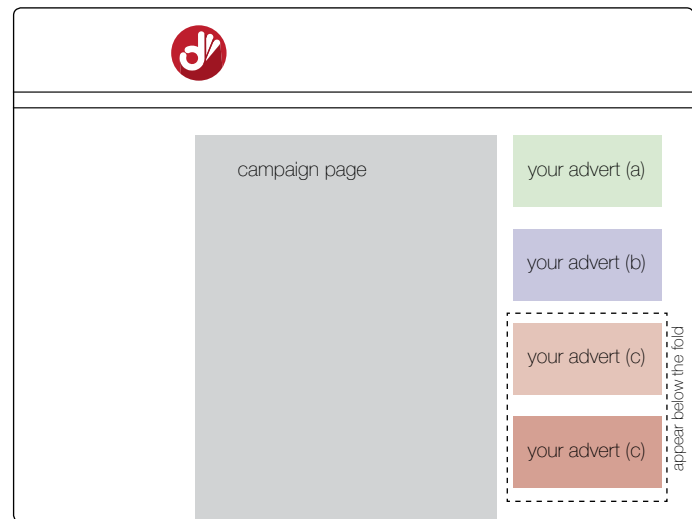 campaign page
your advert (a)
your advert (b)
your advert (c)
your advert (c)
appear below the fold